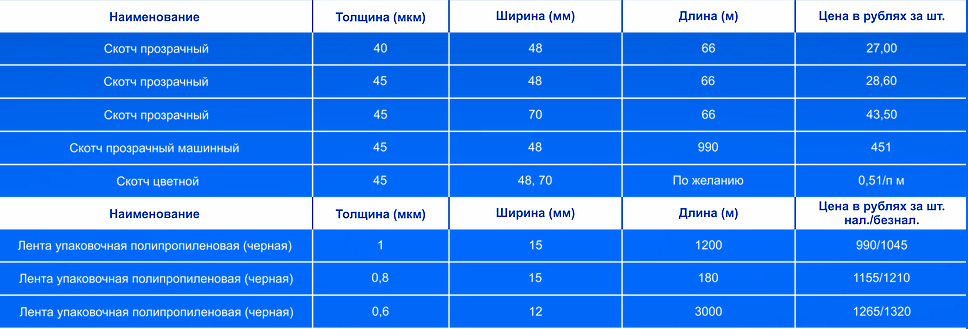 Наименование Толщина (мкм) Ширина (мм) Длина (м) Цена в рублях за шт.
Скотч прозрачный 40 48 66 27,00
Скотч прозрачный 45 48 66 28,60
Скотч прозрачный 45 70 66 43,50
Скотч прозрачный машинный 45 48 990 451
Скотч цветной 45 48, 70 По желанию 0,51/п м
Наименование Толщина (мкм) Ширина (мм) Длина (м) Цена в рублях за шт.
нал./безнал.
Лента упаковочная полипропиленовая (черная) 1 15 1200 990/1045
Лента упаковочная полипропиленовая (черная) 0,8 15 180 1155/1210
Лента упаковочная полипропиленовая (черная) 0,6 12 3000 1265/1320